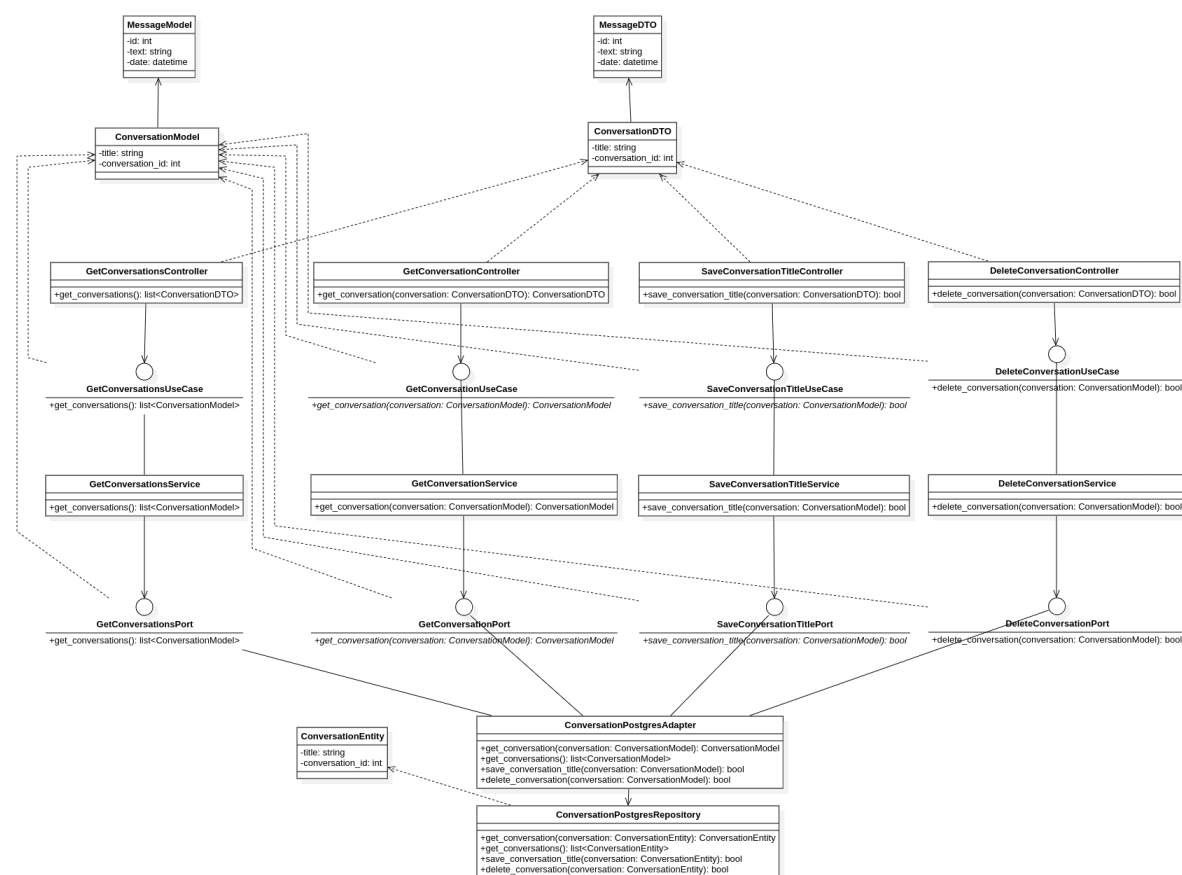 MessageModel
-id: int
-text: string
-date: datetime
MessageDTO
-id: int
-text: string
-date: datetime
ConversationModel
-title: string
-conversation_id: int
ConversationDTO
-title: string
-conversation_id: int
GetConversationsController
+get_conversations(): list<ConversationDTO>
GetConversationController
+get_conversation(conversation: ConversationDTO): ConversationDTO
SaveConversationTitleController
+save_conversation_title(conversation: ConversationDTO): bool
DeleteConversationController
+delete_conversation(conversation: ConversationDTO): bool
GetConversationsUseCase
+get_conversations(): list<ConversationModel>
GetConversationUseCase
+get_conversation(conversation: ConversationModel): ConversationModel
SaveConversationTitleUseCase
+save_conversation_title(conversation: ConversationModel): bool
DeleteConversationUseCase
+delete_conversation(conversation: ConversationModel): bool
GetConversationsService
+get_conversations(): list<ConversationModel>
GetConversationService
+get_conversation(conversation: ConversationModel): ConversationModel
SaveConversationTitleService
+save_conversation_title(conversation: ConversationModel): bool
DeleteConversationService
+delete_conversation(conversation: ConversationModel): bool
GetConversationsPort
+get_conversations(): list<ConversationModel>
GetConversationPort
+get_conversation(conversation: ConversationModel): ConversationModel
SaveConversationTitlePort
+save_conversation_title(conversation: ConversationModel): bool
DeleteConversationPort
+delete_conversation(conversation: ConversationModel): bool
ConversationEntity
-title: string
-conversation_id: int
ConversationPostgresAdapter
+get_conversation(conversation: ConversationModel): ConversationModel
+get_conversations(): list<ConversationModel>
+save_conversation_title(conversation: ConversationModel): bool
+delete_conversation(conversation: ConversationModel): bool
ConversationPostgresRepository
+get_conversation(conversation: ConversationEntity): ConversationEntity
+get_conversations(): list<ConversationEntity>
+save_conversation_title(conversation: ConversationEntity): bool
+delete_conversation(conversation: ConversationEntity): bool